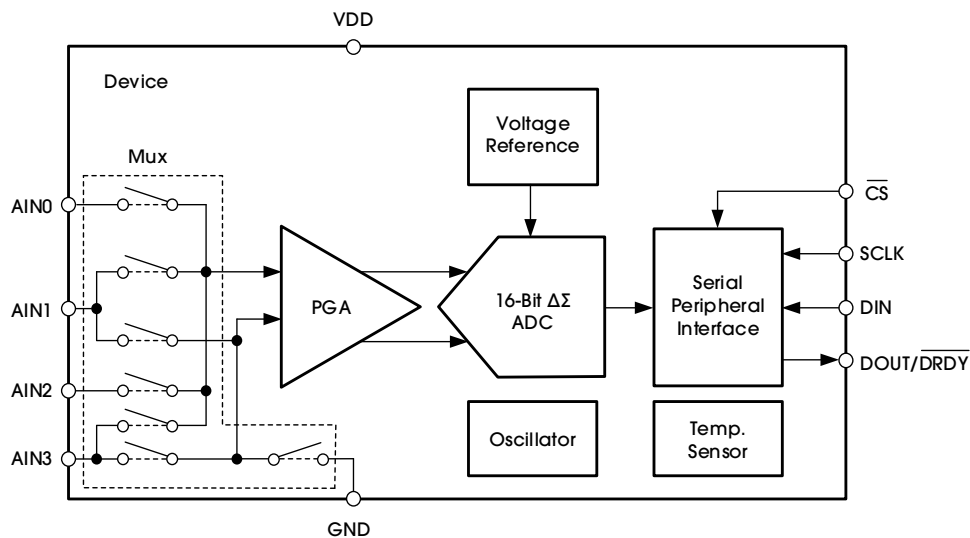 VDD
Device
Voltage
Reference
Mux
CS
AIN0
SCLK
AIN1
PGA
16-Bit ΔΣ
ADC
Serial
Peripheral
Interface
DIN
DOUT/DRDY
AIN2
AIN3
Oscillator
Temp.
Sensor
GND